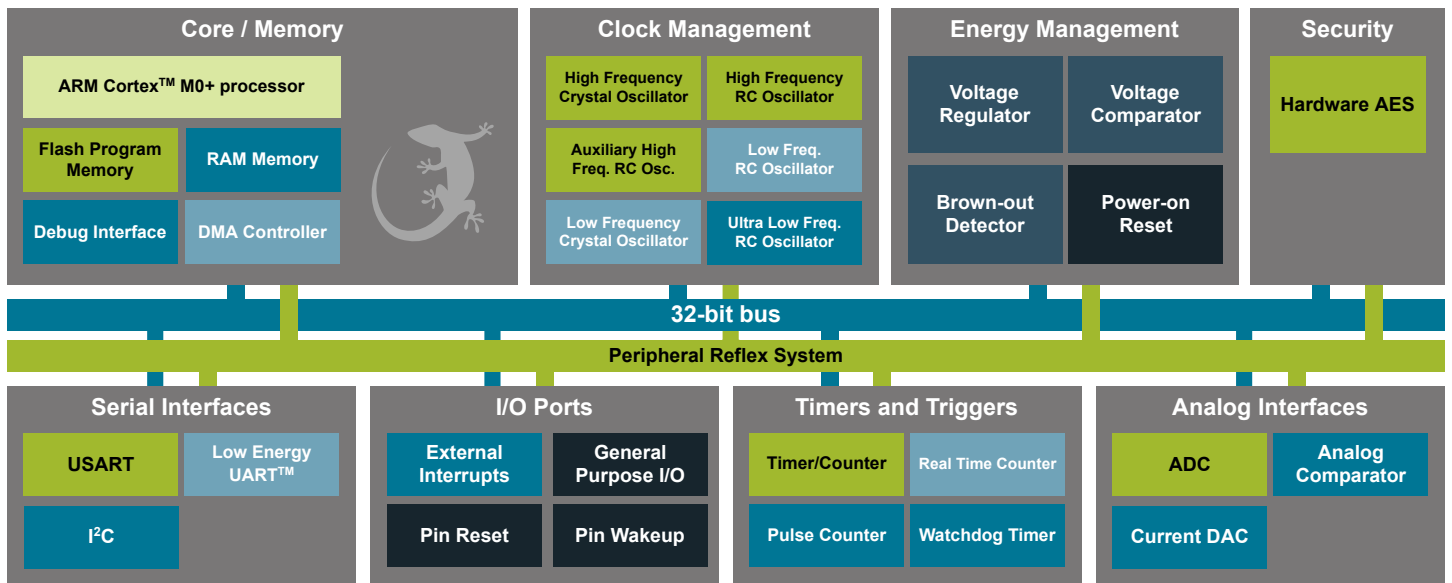 Core / Memory
ARM Cortex™ M0+ processor
Flash Program
Memory
RAM Memory
Debug Interface
DMA Controller
Clock Management
High Frequency
Crystal Oscillator
High Frequency
RC Oscillator
Auxiliary High
Freq. RC Osc.
Low Freq.
RC Oscillator
Low Frequency
Crystal Oscillator
Ultra Low Freq.
RC Oscillator
Energy Management
Voltage
Regulator
Voltage
Comparator
Brown-out
Detector
Power-on
Reset
Security
Hardware AES
32-bit bus
Peripheral Reflex System
Serial Interfaces
USART
Low Energy
UART™
I²C
I/O Ports
External
Interrupts
General
Purpose I/O
Pin Reset
Pin Wakeup
Timers and Triggers
Timer/Counter
Real Time Counter
Pulse Counter
Watchdog Timer
Analog Interfaces
ADC
Analog
Comparator
Current DAC